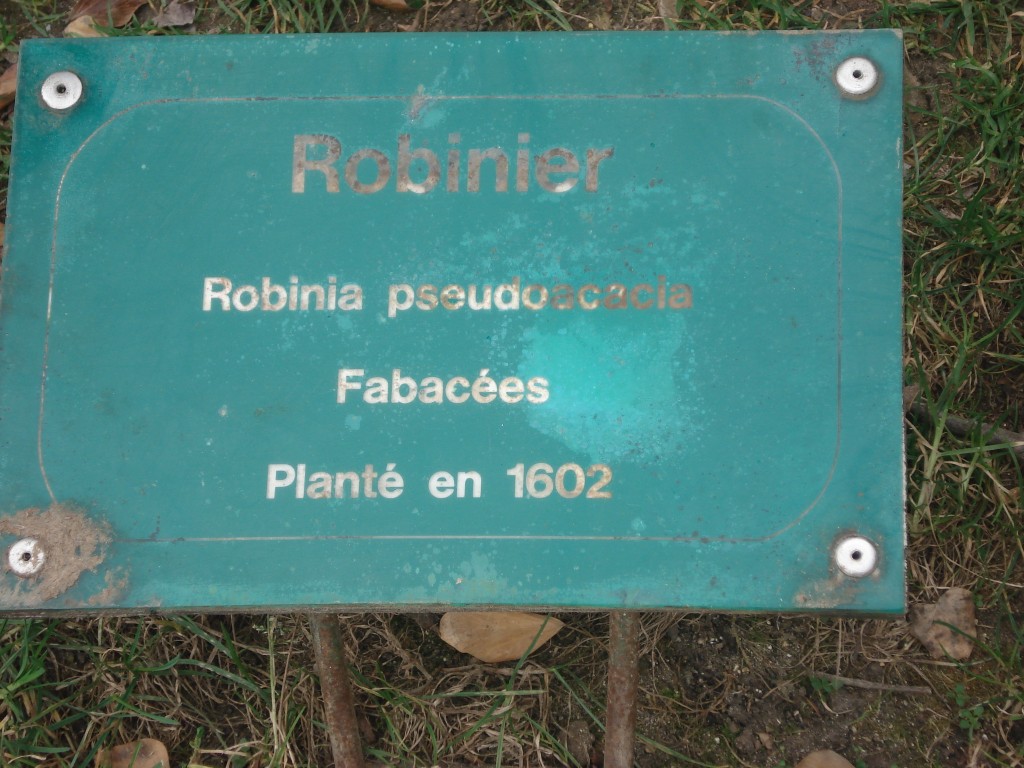 Robinier
Robinia pseudoacacia
Fabacées
Planté en 1602